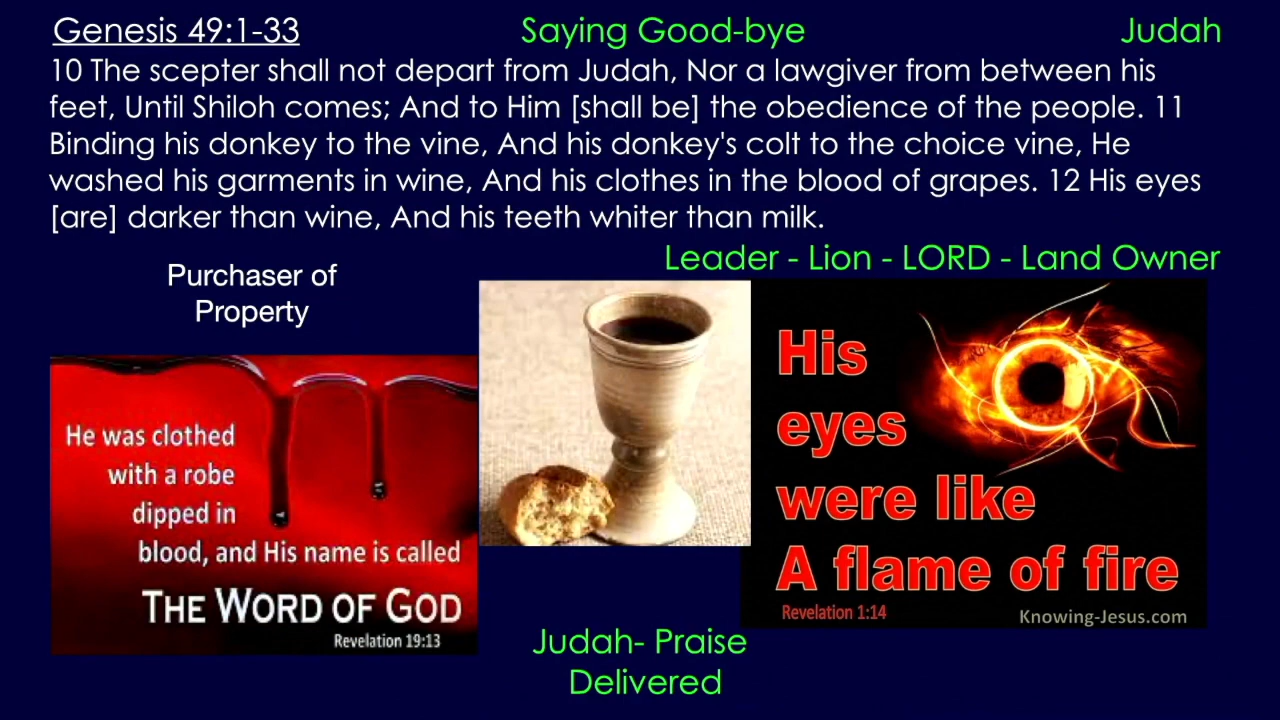 Genesis 49:1-33 Saying Good-bye Judah
10 The scepter shall not depart from Judah, Nor a lawgiver from between his
feet, Until Shiloh comes; And to Him [shall be] the obedience of the people. 11
Binding his donkey to the vine, And his donkey's colt to the choice vine, He
washed his garments in wine, And his clothes in the blood of grapes. 12 His eyes
[are] darker than wine, And his teeth whiter than milk.
Leader - Lion - LORD - Land Owner
Purchaser of
Property
He was clothed
with a robe
dipped in
blood, and His name is called
THE WORD OF GOD
Revelation 19:13
His
eyes
were like
A flame of fire
Revelation 1:14 Knowing-Jesus.com
Judah- Praise
Delivered